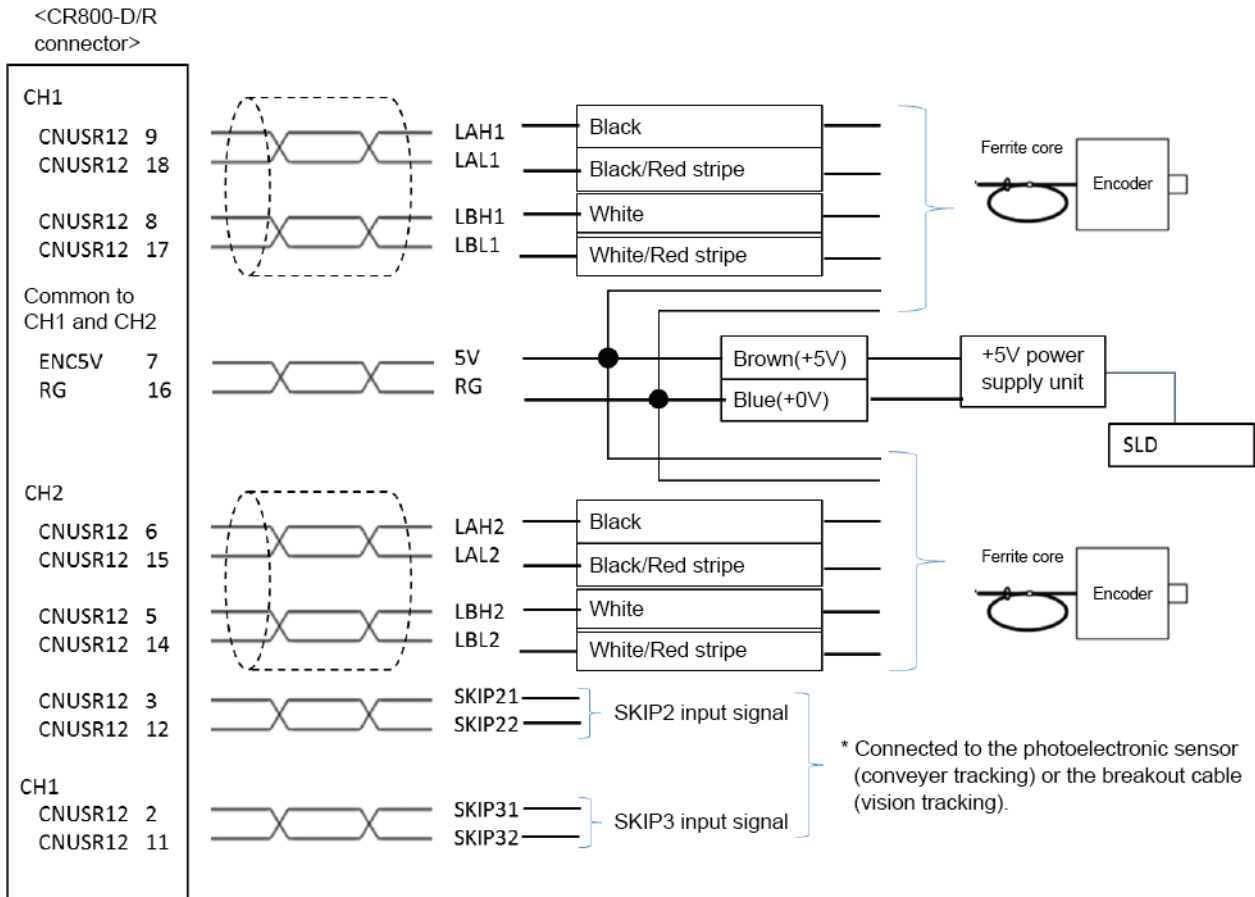 <CR800-D/R
connector>
CH1
CNUSR12 9
CNUSR12 18
CNUSR12 8
CNUSR12 17
Common to
CH1 and CH2
ENC5V 7
RG 16
CH2
CNUSR12 6
CNUSR12 15
CNUSR12 5
CNUSR12 14
CNUSR12 3
CNUSR12 12
CH1
CNUSR12 2
CNUSR12 11
LAH1
LAL1
LBH1
LBL1
5V
RG
LAH2
LAL2
LBH2
LBL2
SKIP21
SKIP22
SKIP31
SKIP32
Black
Black/Red stripe
White
White/Red stripe
Brown(+5V)
Blue(+0V)
Black
Black/Red stripe
White
White/Red stripe
SKIP2 input signal
SKIP3 input signal
Ferrite core
Encoder
+5V power
supply unit
SLD
Ferrite core
Encoder
* Connected to the photoelectronic sensor
(conveyer tracking) or the breakout cable
(vision tracking).